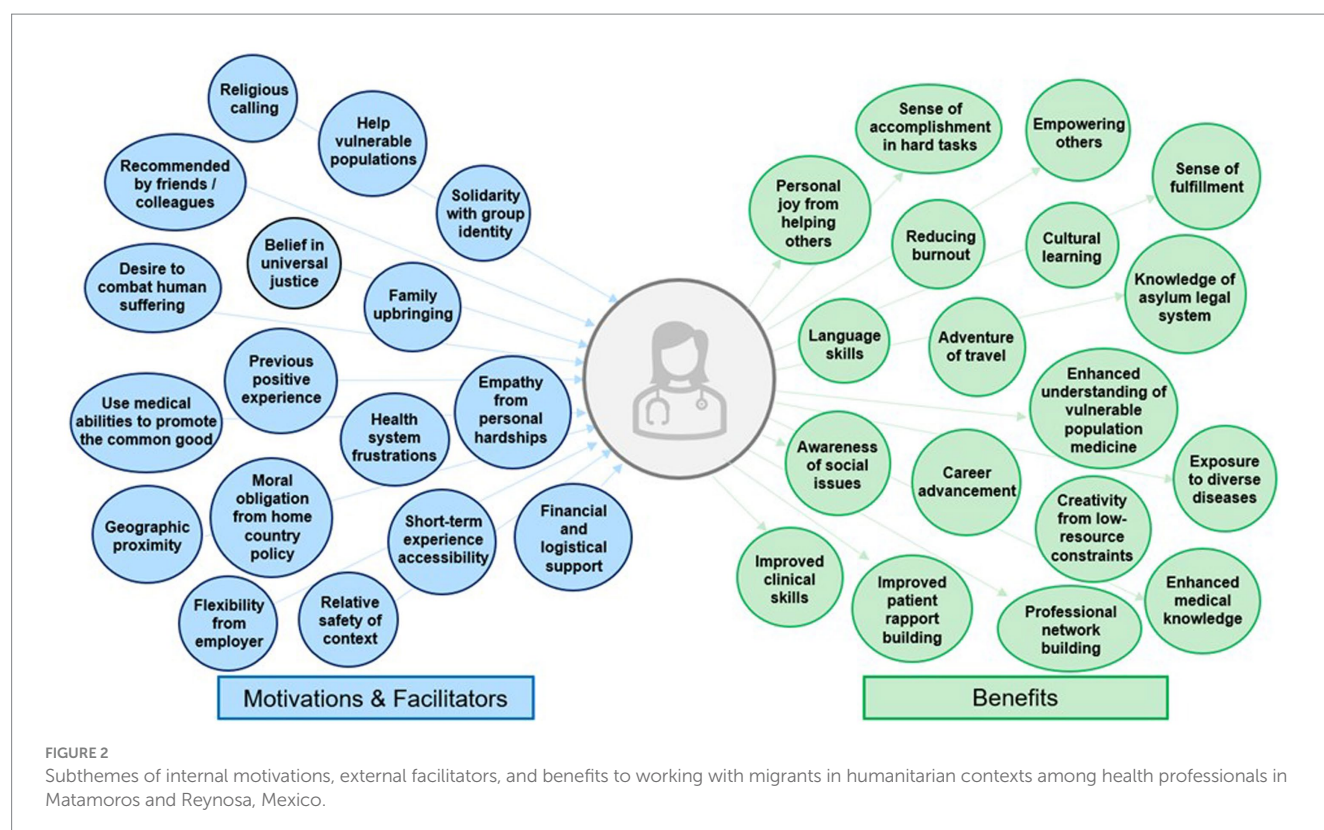 Religious
calling
Help
vulnerable
populations
Recommended
by friends /
colleagues
Solidarity
with group
identity
Belief in
universal
justice
Desire to
combat human
suffering
Family
upbringing
Previous
positive
experience
Empathy
from
personal
hardships
Use medical
abilities to promote
the common good
Health
system
frustrations
Moral
obligation
from home
country
policy
Geographic
proximity
Short-term
experience
accessibility
Financial
and
logistical
support
Flexibility
from
employer
Relative
safety of
context
Motivations & Facilitators
Sense of
accomplishment
in hard tasks
Empowering
others
Sense of
fulfillment
Personal
joy from
helping
others
Reducing
burnout
Cultural
learning
Knowledge of
asylum legal
system
Language
skills
Adventure
of travel
Enhanced
understanding of
vulnerable
population
medicine
Awareness
of social
issues
Career
advancement
Exposure
to diverse
diseases
Creativity
from low-
resource
constraints
Improved
clinical
skills
Improved
patient
rapport
building
Professional
network
building
Enhanced
medical
knowledge
Benefits
FIGURE 2
Subthemes of internal motivations, external facilitators, and benefits to working with migrants in humanitarian contexts among health professionals in
Matamoros and Reynosa, Mexico.